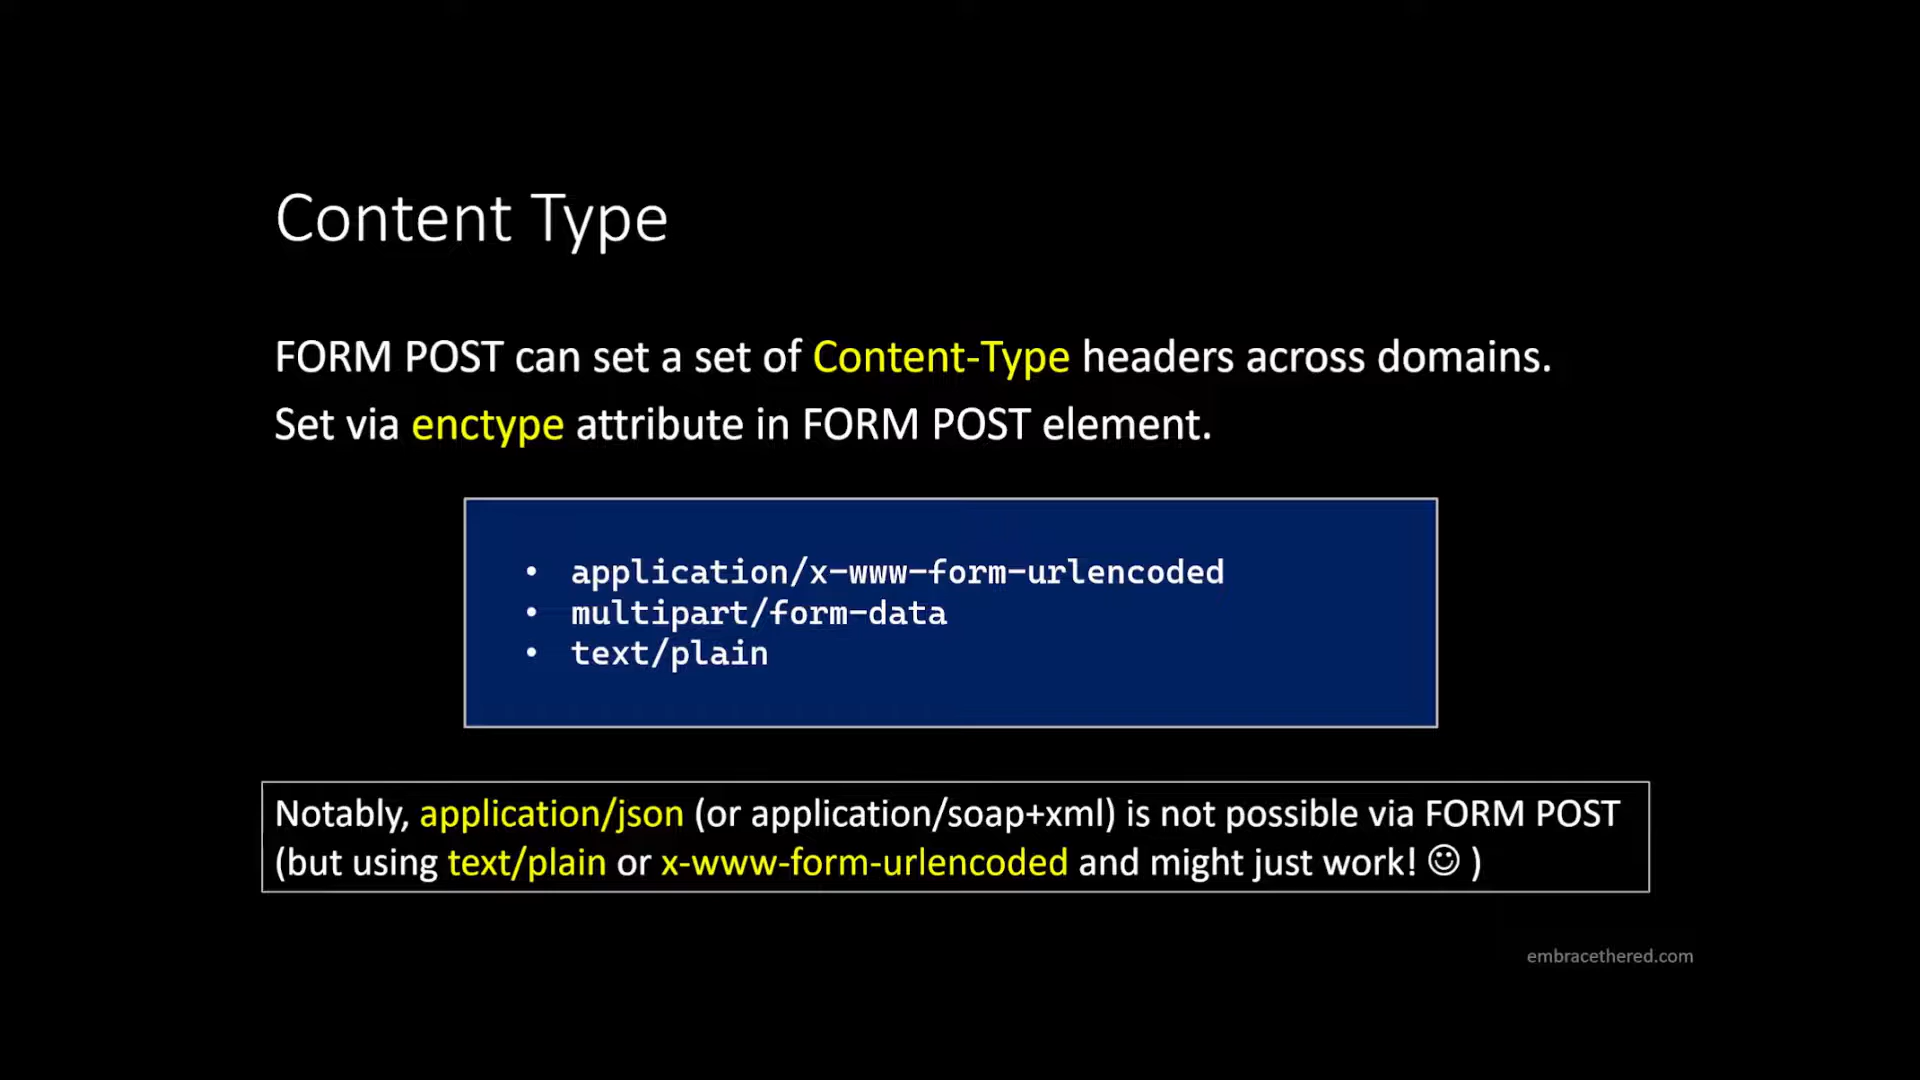 Content Type
FORM POST can set a set of Content-Type headers across domains.
Set via enctype attribute in FORM POST element.
• application/x-www-form-urlencoded
• multipart/form-data
• text/plain
Notably, application/json (or application/soap+xml) is not possible via FORM POST
(but using text/plain or x-www-form-urlencoded and might just work! ☺ )
embracethered.com